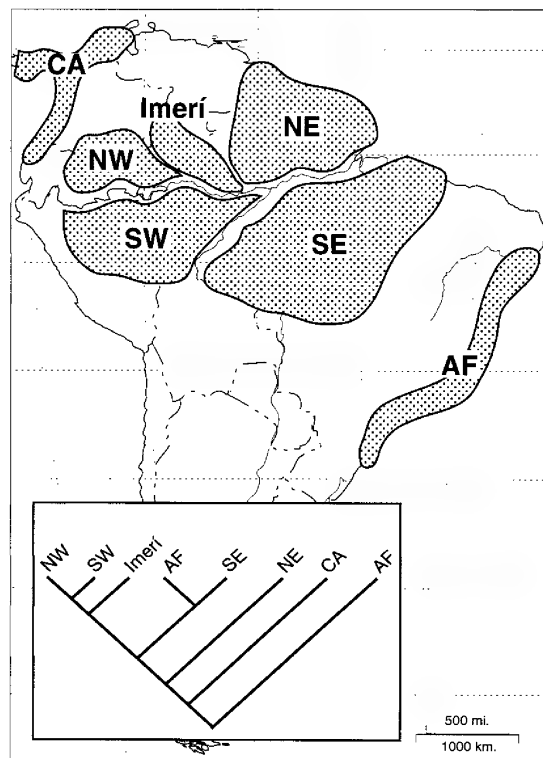 CA
Imerí
NE
NW
SW
SE
AF
NW SW Imerí AF SE NE CA AF
500 mi.
1000 km.